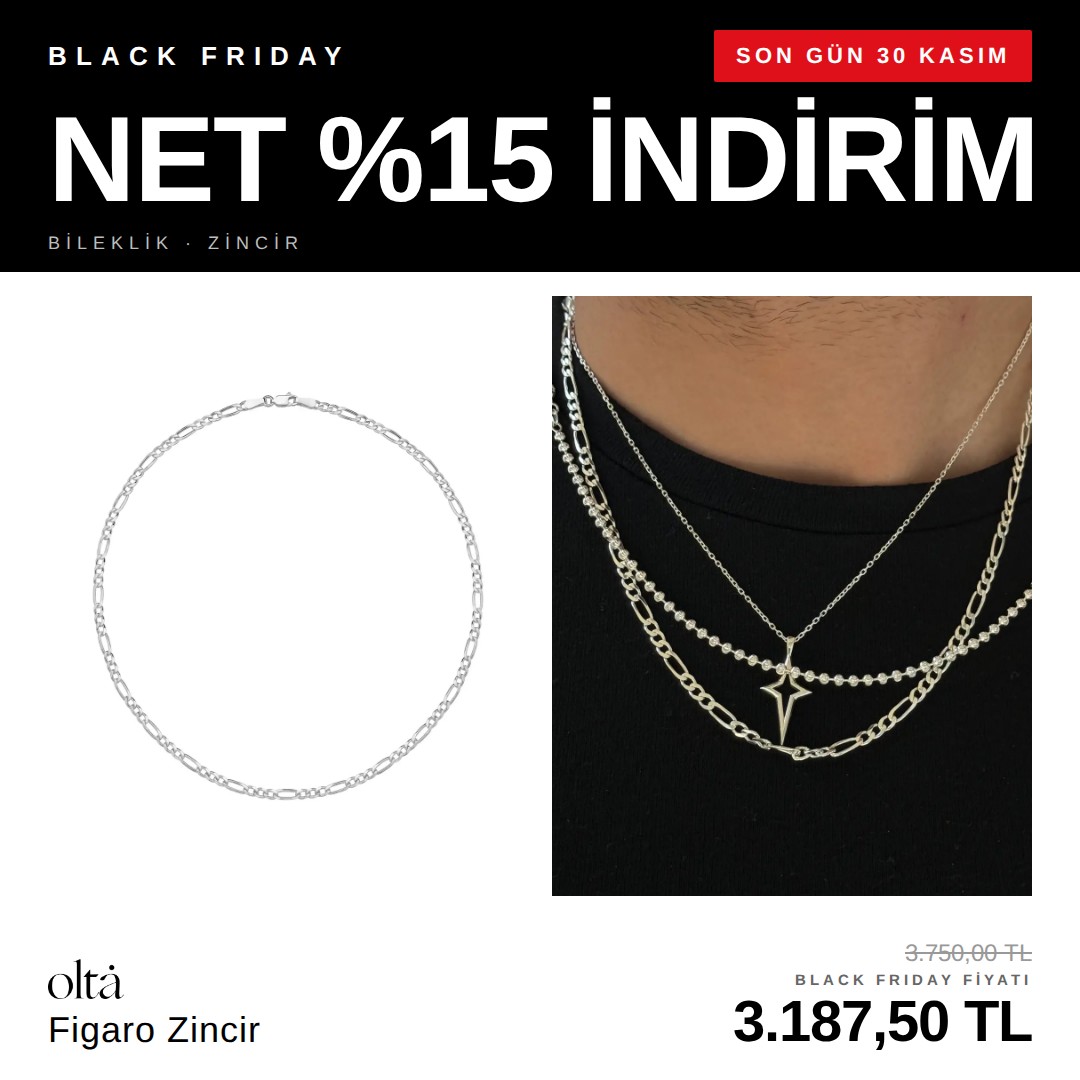 BLACK FRIDAY
SON GÜN 30 KASIM
NET %15 İNDİRİM
BİLEKLİK · ZİNCİR
olta
Figaro Zincir
3.750,00 TL
BLACK FRIDAY FİYATI
3.187,50 TL